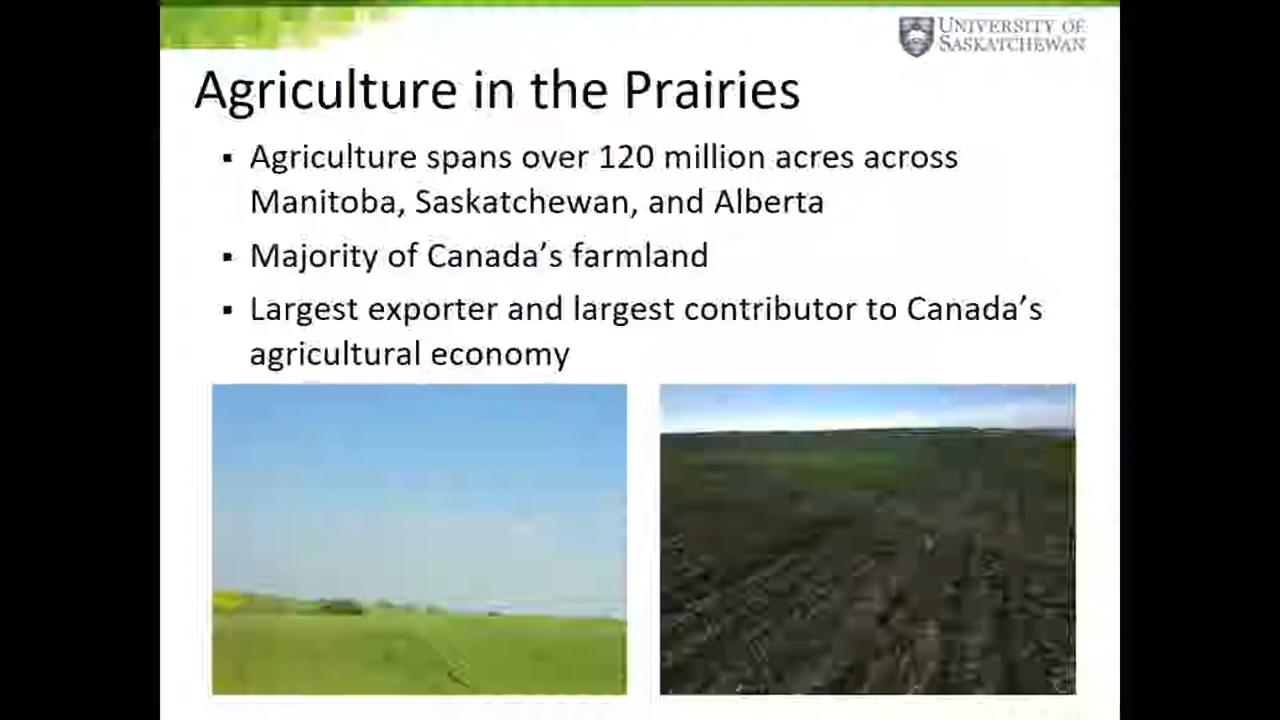 UNIVERSITY OF
SASKATCHEWAN
Agriculture in the Prairies
▪ Agriculture spans over 120 million acres across
Manitoba, Saskatchewan, and Alberta
▪ Majority of Canada’s farmland
▪ Largest exporter and largest contributor to Canada’s
agricultural economy